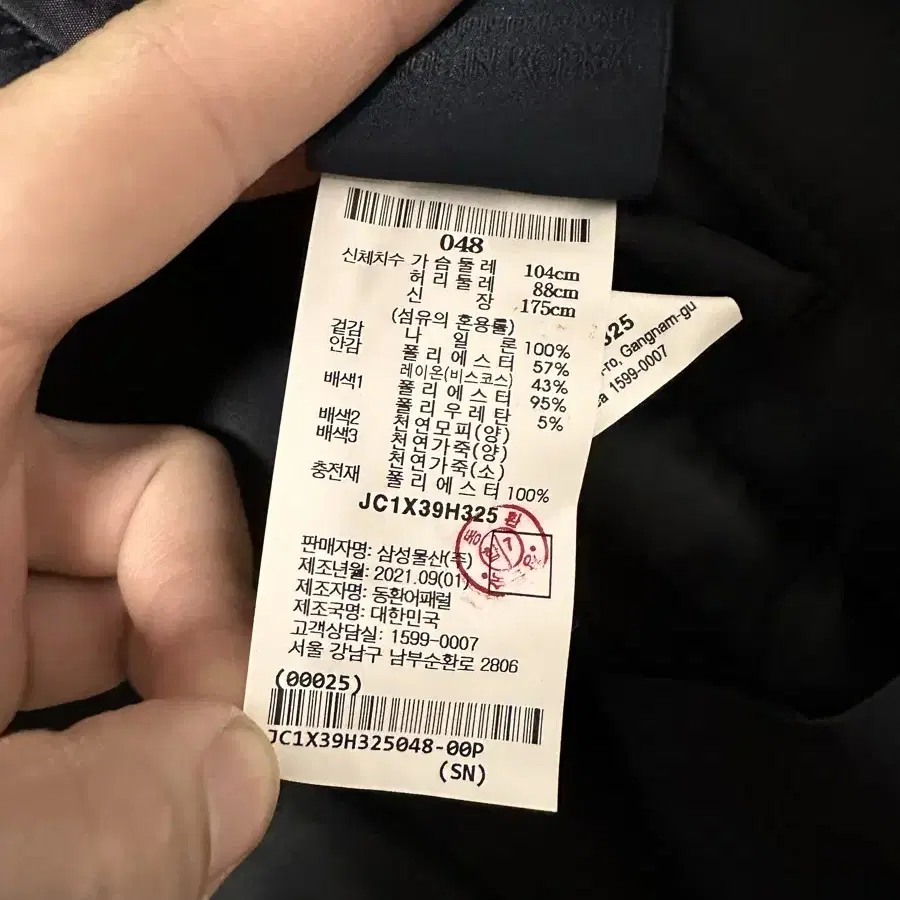 048
신체치수 가슴둘레 104cm
허리둘레 88cm
신장 175cm
(섬유의 혼용률)
겉감 나일론 100%
안감 폴리에스터 57%
레이온(비스코스) 43%
배색1 폴리에스터 95%
폴리우레탄 5%
배색2 천연모피(양)
배색3 천연가죽(양)
천연가죽(소)
충전재 폴리에스터 100%
JC1X39H325
판매자명: 삼성물산(주)
제조년월: 2021.09(01)
제조자명: 동환어패럴
제조국명: 대한민국
고객상담실: 1599-0007
서울 강남구 남부순환로 2806
(00025)
JC1X39H325048-00P
(SN)
325
-ro, Gangnam-gu
1599-0007